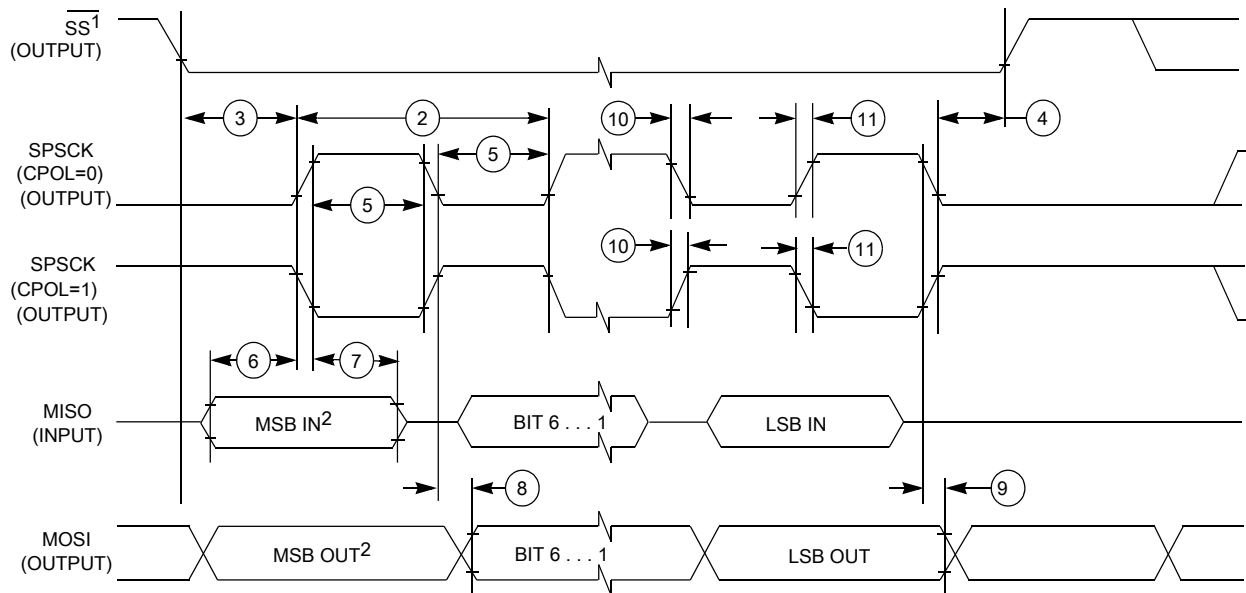 SS1
(OUTPUT)
3
2
10
11
4
SPSCK
(CPOL=0)
(OUTPUT)
5
5
SPSCK
(CPOL=1)
(OUTPUT)
10
11
6
7
MISO
(INPUT)
MSB IN2
BIT 6 . . . 1
LSB IN
8
9
MOSI
(OUTPUT)
MSB OUT2
BIT 6 . . . 1
LSB OUT